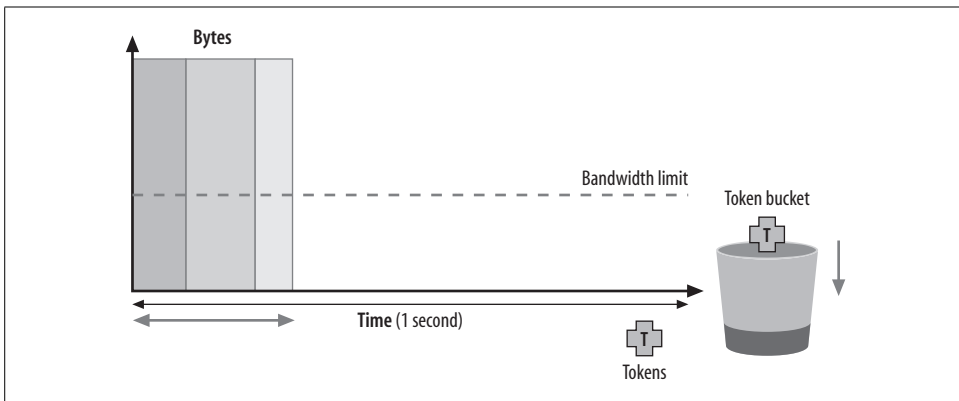 Bytes
Bandwidth limit
Token bucket
T
Time (1 second)
T
Tokens